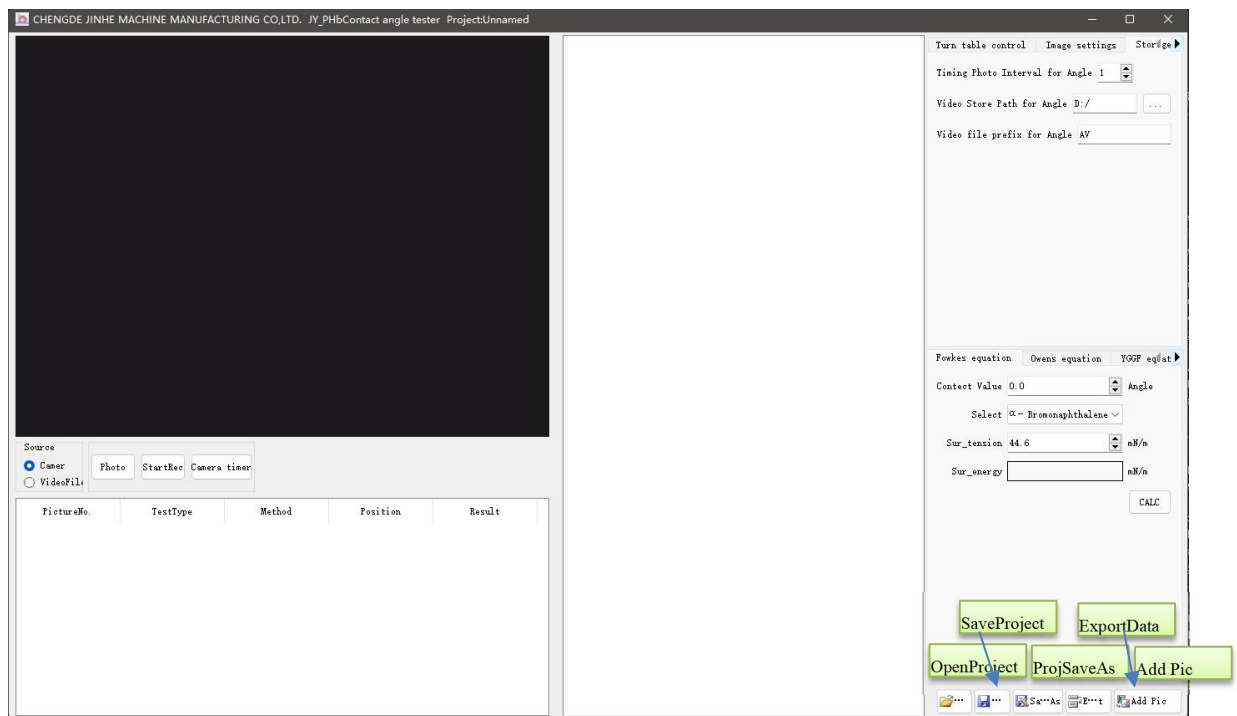 CHENGDE JINHE MACHINE MANUFACTURING CO,LTD. JY_PHbContact angle tester Project:Unnamed
Turn table control Image settings Storage
Timing Photo Interval for Angle 1
Video Store Path for Angle D:/ ...
Video file prefix for Angle AV
Fowkes equation Owens equation YGGF equat
Contect Value 0.0 Angle
Select α- Bromonaphthalene
Sur_tension 44.6 mN/m
Sur_energy mN/m
CALC
Source
Camer
VideoFile
Photo StartRec Camera timer
PictureNo. TestType Method Position Result
SaveProject ExportData
OpenProject ProjSaveAs Add Pic
... ... Sa...As E...t Add Pic